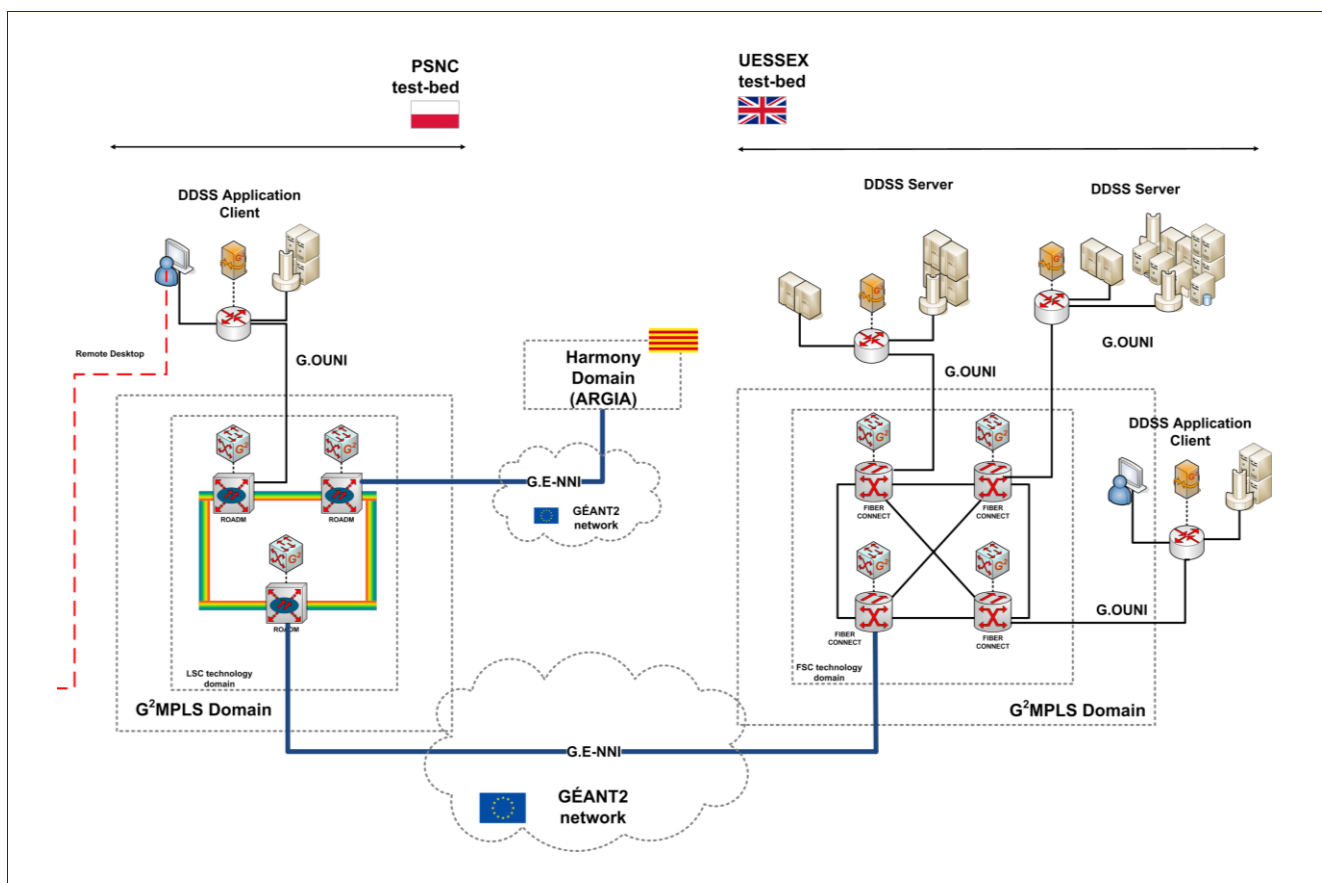 PSNC
test-bed
UESSEX
test-bed
DDSS Application
Client
DDSS Server
DDSS Server
Remote Desktop
G.OUNI
Harmony
Domain
(ARGIA)
G.OUNI
G.OUNI
DDSS Application
Client
G.E-NNI
GÉANT2
network
ROADM
ROADM
ROADM
FIBER
CONNECT
FIBER
CONNECT
FIBER
CONNECT
FIBER
CONNECT
G.OUNI
LSC technology
domain
FSC technology
domain
G²MPLS Domain
G²MPLS Domain
G.E-NNI
GÉANT2
network